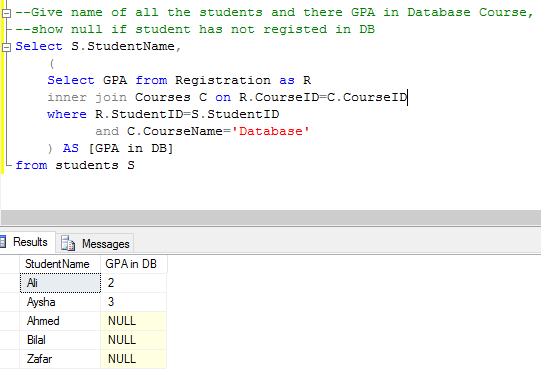 --Give name of all the students and there GPA in Database Course,
--show null if student has not registed in DB
Select S.StudentName,
(
Select GPA from Registration as R
inner join Courses C on R.CourseID=C.CourseID
where R.StudentID=S.StudentID
and C.CourseName='Database'
) AS [GPA in DB]
from students S
Results Messages
StudentName GPA in DB
Ali 2
Aysha 3
Ahmed NULL
Bilal NULL
Zafar NULL